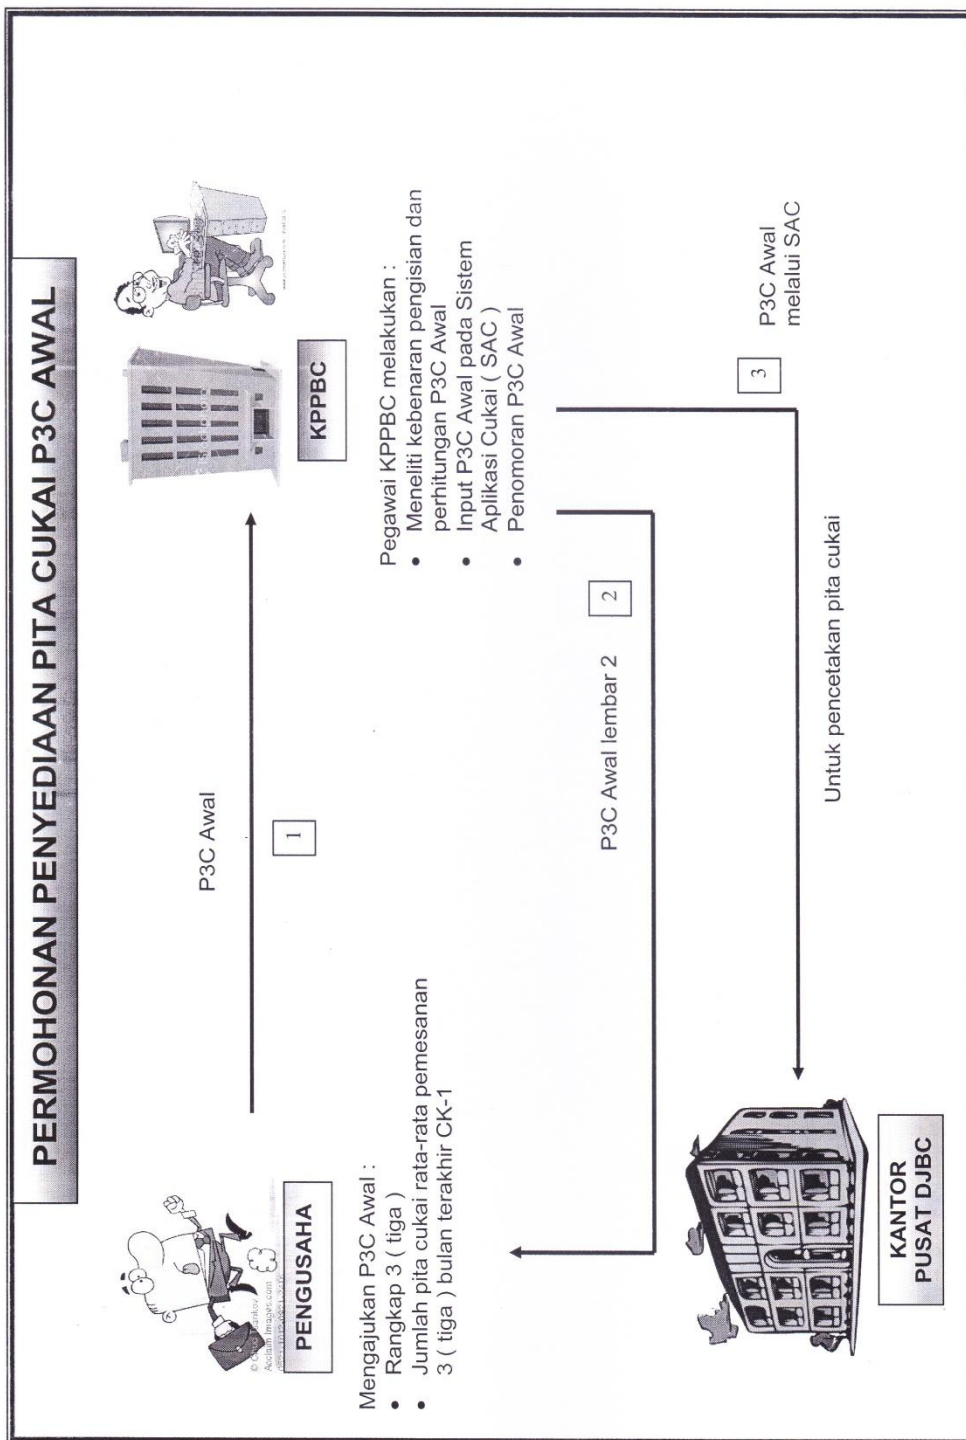 PERMOHONAN PENYEDIAAN PITA CUKAI P3C AWAL
PENGUSAHA
Mengajukan P3C Awal :
• Rangkap 3 ( tiga )
• Jumlah pita cukai rata-rata pemesanan
3 ( tiga ) bulan terakhir CK-1
P3C Awal
1
KPPBC
Pegawai KPPBC melakukan :
• Meneliti kebenaran pengisian dan
perhitungan P3C Awal
• Input P3C Awal pada Sistem
Aplikasi Cukai ( SAC )
• Penomoran P3C Awal
P3C Awal lembar 2
2
3
P3C Awal
melalui SAC
Untuk pencetakan pita cukai
KANTOR
PUSAT DJBC